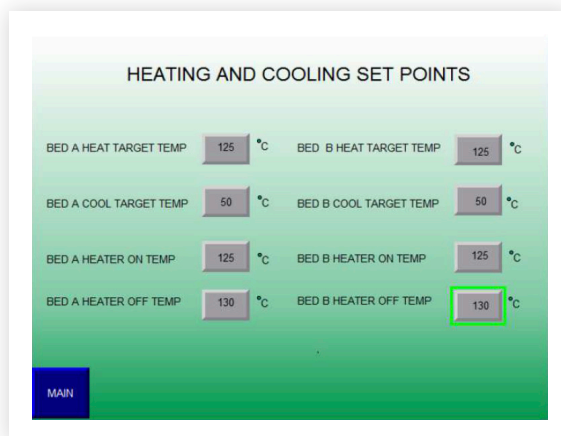 HEATING AND COOLING SET POINTS
BED A HEAT TARGET TEMP 125 °C BED B HEAT TARGET TEMP 125 °C
BED A COOL TARGET TEMP 50 °C BED B COOL TARGET TEMP 50 °C
BED A HEATER ON TEMP 125 °C BED B HEATER ON TEMP 125 °C
BED A HEATER OFF TEMP 130 °C BED B HEATER OFF TEMP 130 °C
MAIN